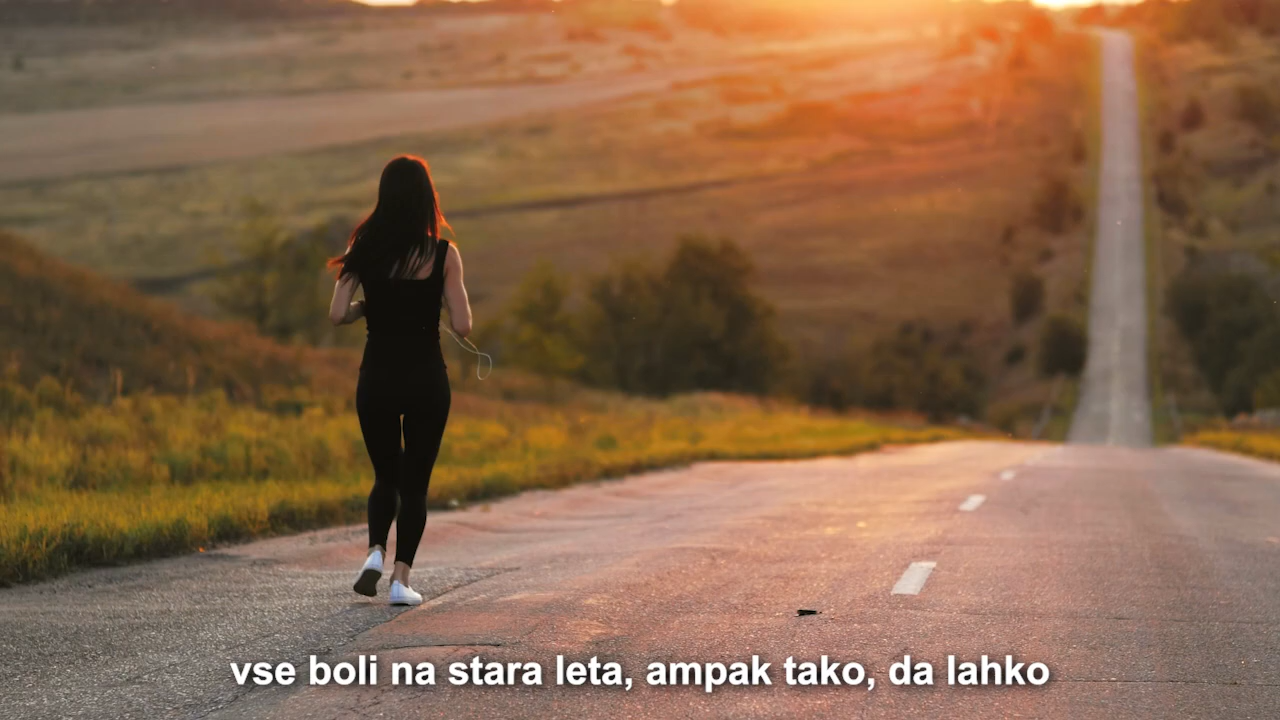 vse boli na stara leta, ampak tako, da lahko